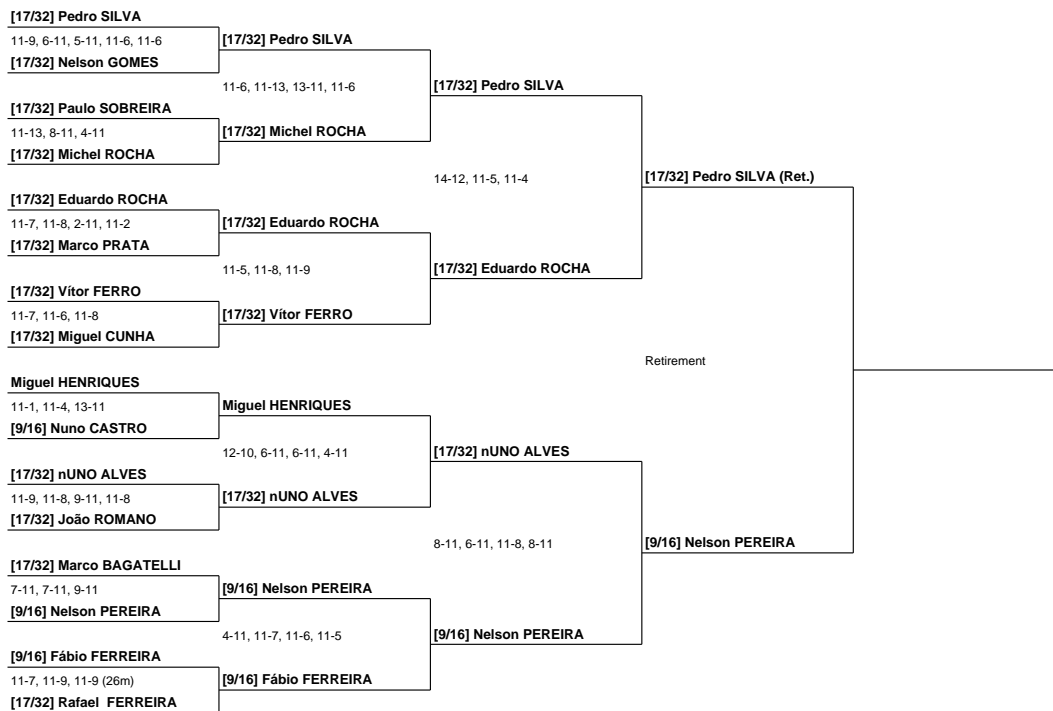 [17/32] Pedro SILVA
11-9, 6-11, 5-11, 11-6, 11-6
[17/32] Nelson GOMES
[17/32] Paulo SOBREIRA
11-13, 8-11, 4-11
[17/32] Michel ROCHA
[17/32] Eduardo ROCHA
11-7, 11-8, 2-11, 11-2
[17/32] Marco PRATA
[17/32] Vítor FERRO
11-7, 11-6, 11-8
[17/32] Miguel CUNHA
Miguel HENRIQUES
11-1, 11-4, 13-11
[9/16] Nuno CASTRO
[17/32] nUNO ALVES
11-9, 11-8, 9-11, 11-8
[17/32] João ROMANO
[17/32] Marco BAGATELLI
7-11, 7-11, 9-11
[9/16] Nelson PEREIRA
[9/16] Fábio FERREIRA
11-7, 11-9, 11-9 (26m)
[17/32] Rafael  FERREIRA
[17/32] Pedro SILVA
11-6, 11-13, 13-11, 11-6
[17/32] Michel ROCHA
[17/32] Eduardo ROCHA
11-5, 11-8, 11-9
[17/32] Vítor FERRO
Miguel HENRIQUES
12-10, 6-11, 6-11, 4-11
[17/32] nUNO ALVES
[9/16] Nelson PEREIRA
4-11, 11-7, 11-6, 11-5
[9/16] Fábio FERREIRA
[17/32] Pedro SILVA
14-12, 11-5, 11-4
[17/32] Eduardo ROCHA
[17/32] nUNO ALVES
8-11, 6-11, 11-8, 8-11
[9/16] Nelson PEREIRA
[17/32] Pedro SILVA (Ret.)
Retirement
[9/16] Nelson PEREIRA